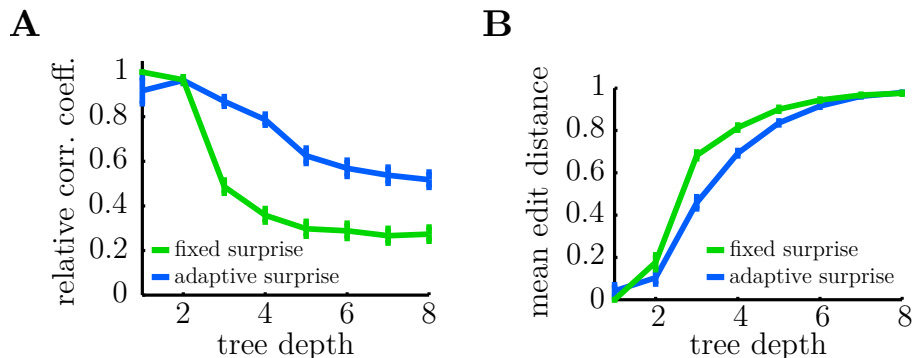 A
relative corr. coeff.
1
0.8
0.6
0.4
0.2
0
2
4
6
8
tree depth
fixed surprise
adaptive surprise
B
mean edit distance
1
0.8
0.6
0.4
0.2
0
2
4
6
8
tree depth
fixed surprise
adaptive surprise